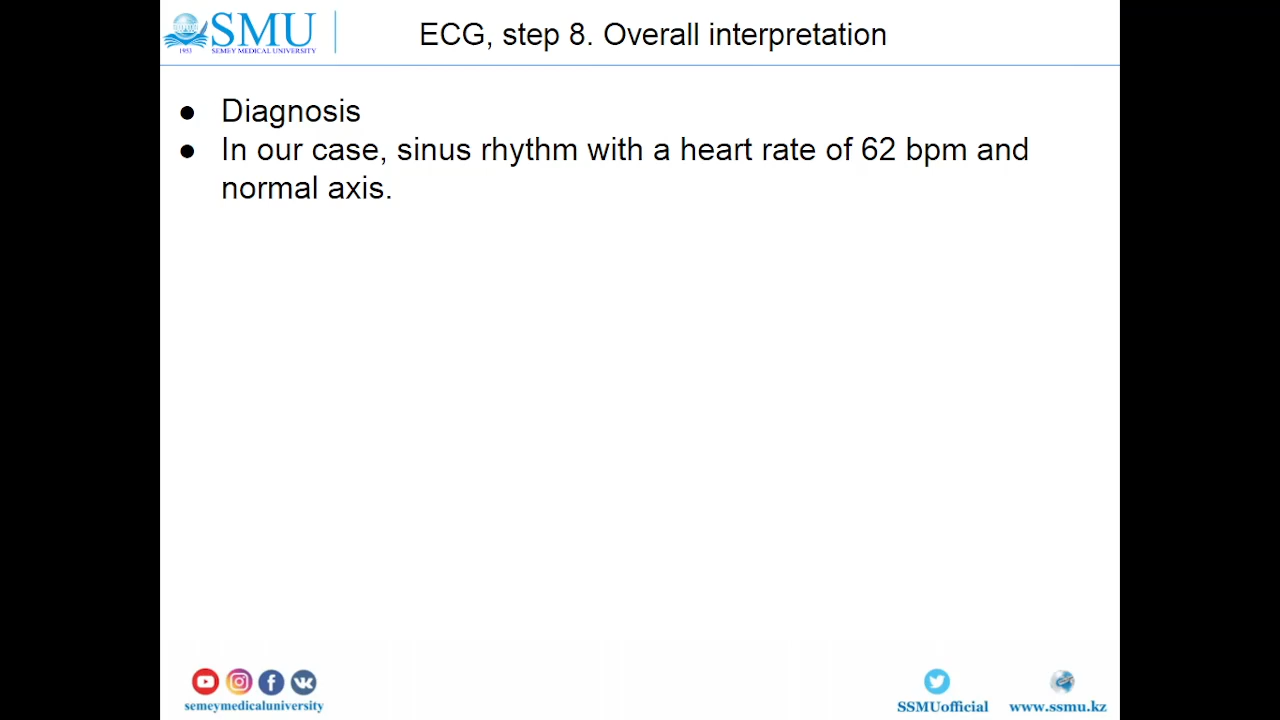 SMU
SEMEY MEDICAL UNIVERSITY
1953
ECG, step 8. Overall interpretation
● Diagnosis
● In our case, sinus rhythm with a heart rate of 62 bpm and
normal axis.
semeymedicaluniversity
SSMUofficial
www.ssmu.kz